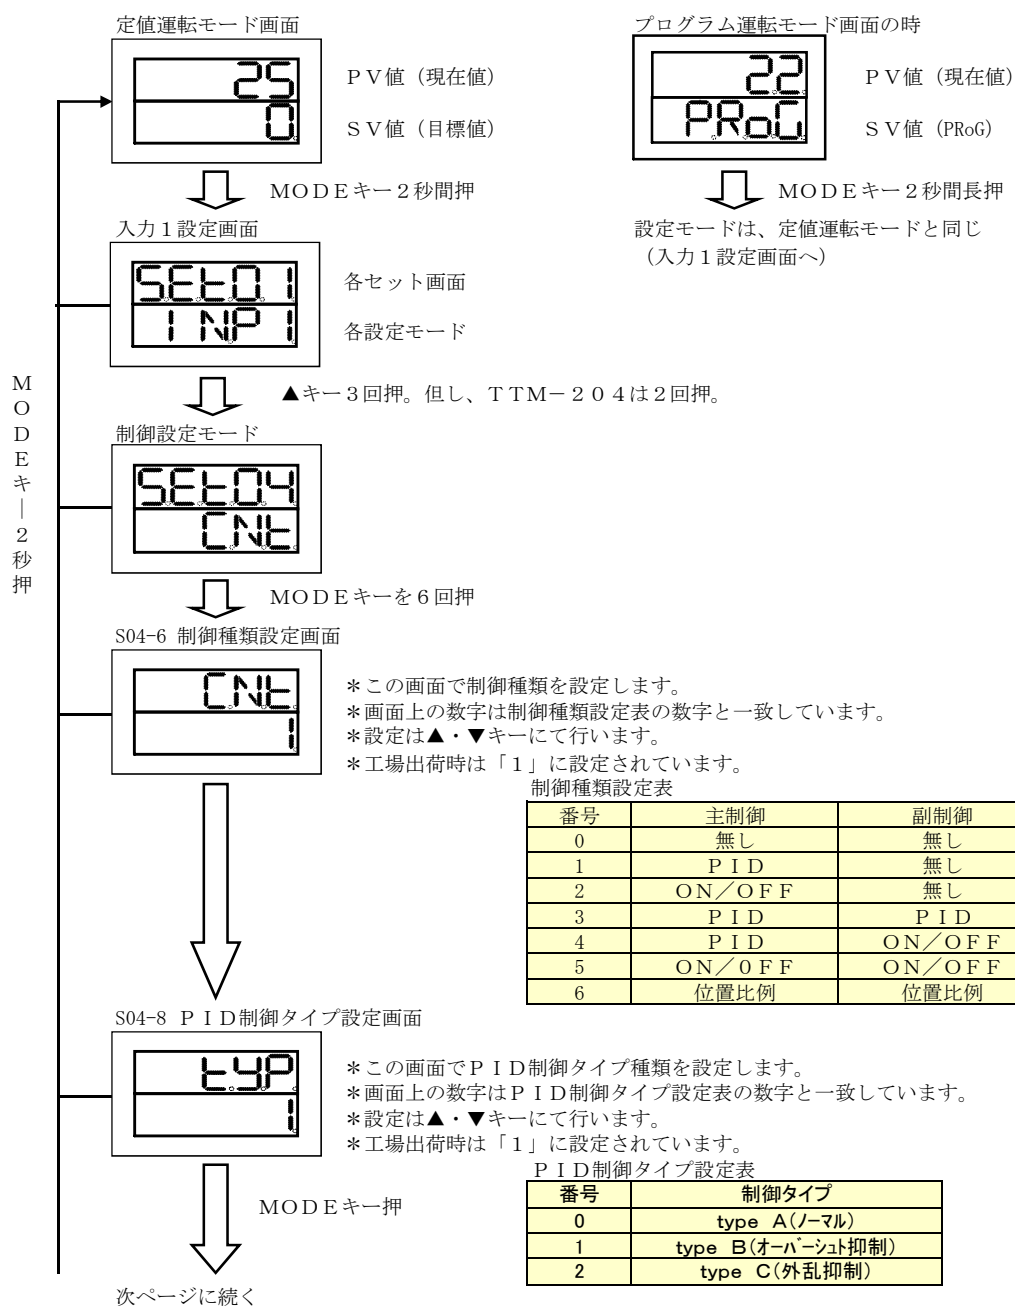 定値運転モード画面
25
0
ＰＶ値（現在値）
ＳＶ値（目標値）
プログラム運転モード画面の時
22
PRoG
ＰＶ値（現在値）
ＳＶ値（PRoG）
ＭＯＤＥキー２秒間押
ＭＯＤＥキー２秒間長押
設定モードは、定値運転モードと同じ
（入力１設定画面へ）
入力１設定画面
SEt01
INP1
各セット画面
各設定モード
▲キー３回押。但し、ＴＴＭ－２０４は２回押。
ＭＯＤＥキー２秒押
制御設定モード
SEt04
CNt
ＭＯＤＥキーを６回押
S04-6 制御種類設定画面
CNt
1
＊この画面で制御種類を設定します。
＊画面上の数字は制御種類設定表の数字と一致しています。
＊設定は▲・▼キーにて行います。
＊工場出荷時は「１」に設定されています。
制御種類設定表
番号 主制御 副制御
0 無し 無し
1 ＰＩＤ 無し
2 ＯＮ／ＯＦＦ 無し
3 ＰＩＤ ＰＩＤ
4 ＰＩＤ ＯＮ／ＯＦＦ
5 ＯＮ／０ＦＦ ＯＮ／ＯＦＦ
6 位置比例 位置比例
S04-8 ＰＩＤ制御タイプ設定画面
tyP
1
＊この画面でＰＩＤ制御タイプ種類を設定します。
＊画面上の数字はＰＩＤ制御タイプ設定表の数字と一致しています。
＊設定は▲・▼キーにて行います。
＊工場出荷時は「１」に設定されています。
ＰＩＤ制御タイプ設定表
番号 制御タイプ
0 type A（ﾉｰﾏﾙ）
1 type B（ｵｰﾊﾞｰｼｭﾄ抑制）
2 type C（外乱抑制）
ＭＯＤＥキー押
次ページに続く